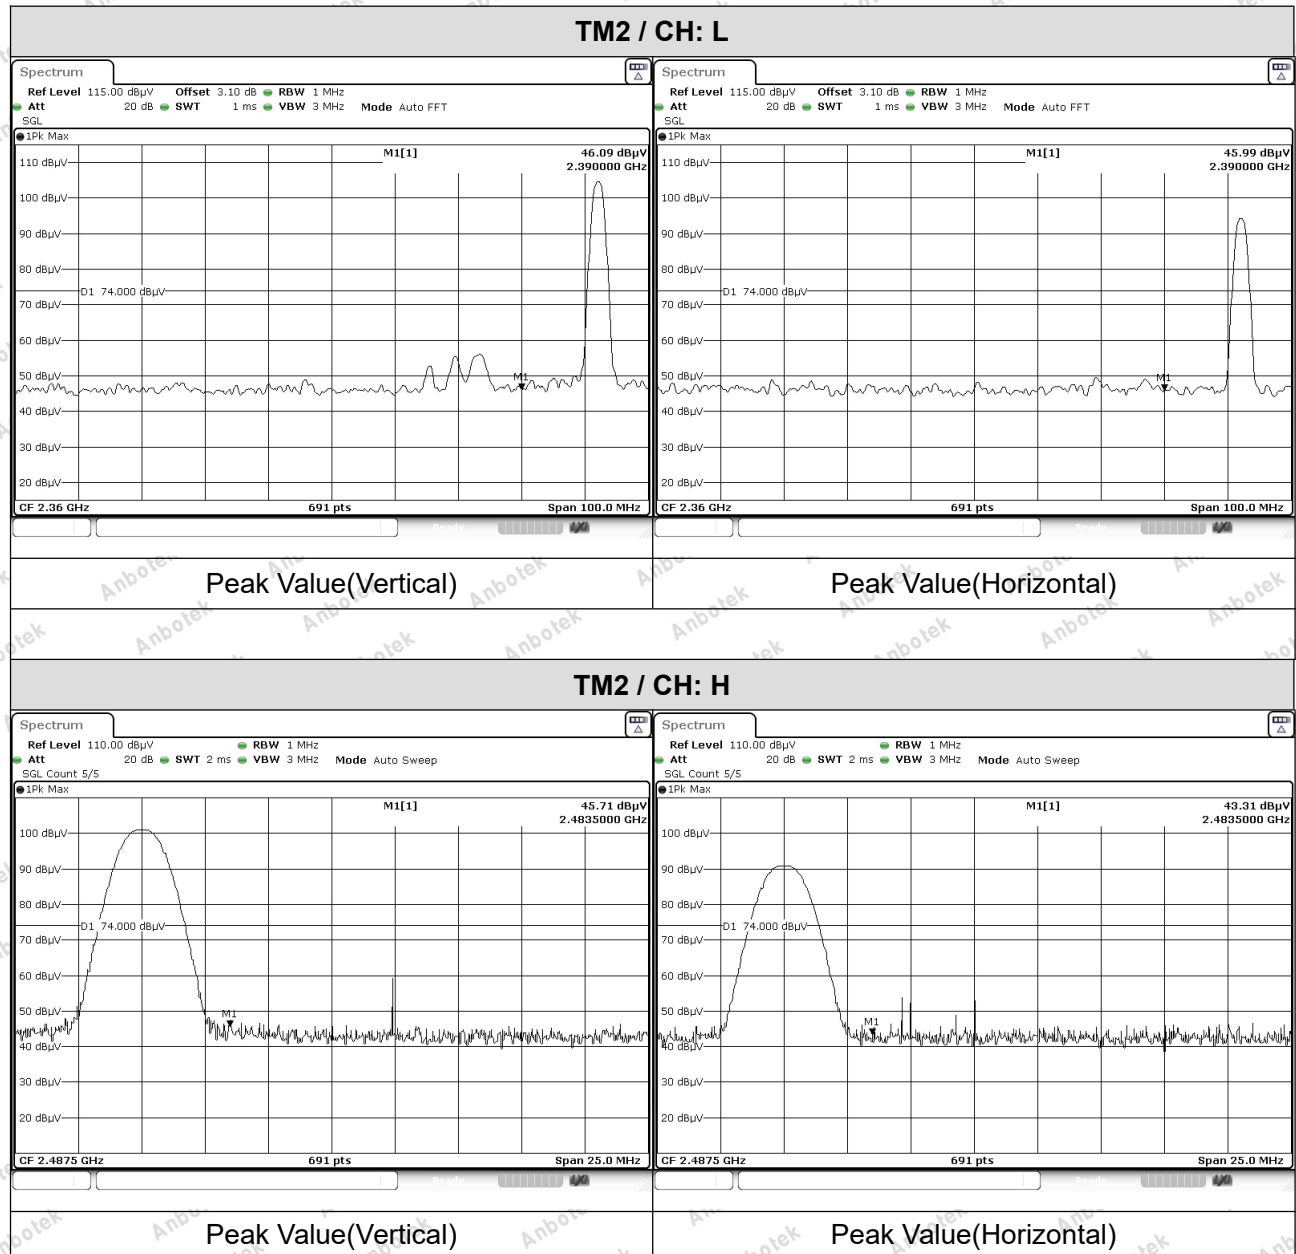 TM2 / CH: L
Spectrum
Ref Level 115.00 dBµV Offset 3.10 dB RBW 1 MHz
Att 20 dB SWT 1 ms VBW 3 MHz Mode Auto FFT
SGL
1Pk Max
M1[1] 46.09 dBµV
2.390000 GHz
110 dBµV
100 dBµV
90 dBµV
80 dBµV
D1 74.000 dBµV
70 dBµV
60 dBµV
50 dBµV
M1
40 dBµV
30 dBµV
20 dBµV
CF 2.36 GHz 691 pts Span 100.0 MHz
Ready
Spectrum
Ref Level 115.00 dBµV Offset 3.10 dB RBW 1 MHz
Att 20 dB SWT 1 ms VBW 3 MHz Mode Auto FFT
SGL
1Pk Max
M1[1] 45.99 dBµV
2.390000 GHz
110 dBµV
100 dBµV
90 dBµV
80 dBµV
D1 74.000 dBµV
70 dBµV
60 dBµV
50 dBµV
M1
40 dBµV
30 dBµV
20 dBµV
CF 2.36 GHz 691 pts Span 100.0 MHz
Peak Value(Vertical) Peak Value(Horizontal)
TM2 / CH: H
Spectrum
Ref Level 110.00 dBµV RBW 1 MHz
Att 20 dB SWT 2 ms VBW 3 MHz Mode Auto Sweep
SGL Count 5/5
1Pk Max
M1[1] 45.71 dBµV
2.4835000 GHz
100 dBµV
90 dBµV
80 dBµV
D1 74.000 dBµV
70 dBµV
60 dBµV
50 dBµV
M1
40 dBµV
30 dBµV
20 dBµV
CF 2.4875 GHz 691 pts Span 25.0 MHz
Ready
Spectrum
Ref Level 110.00 dBµV RBW 1 MHz
Att 20 dB SWT 2 ms VBW 3 MHz Mode Auto Sweep
SGL Count 5/5
1Pk Max
M1[1] 43.31 dBµV
2.4835000 GHz
100 dBµV
90 dBµV
80 dBµV
D1 74.000 dBµV
70 dBµV
60 dBµV
50 dBµV
M1
40 dBµV
30 dBµV
20 dBµV
CF 2.4875 GHz 691 pts Span 25.0 MHz
Peak Value(Vertical) Peak Value(Horizontal)
Anbotek